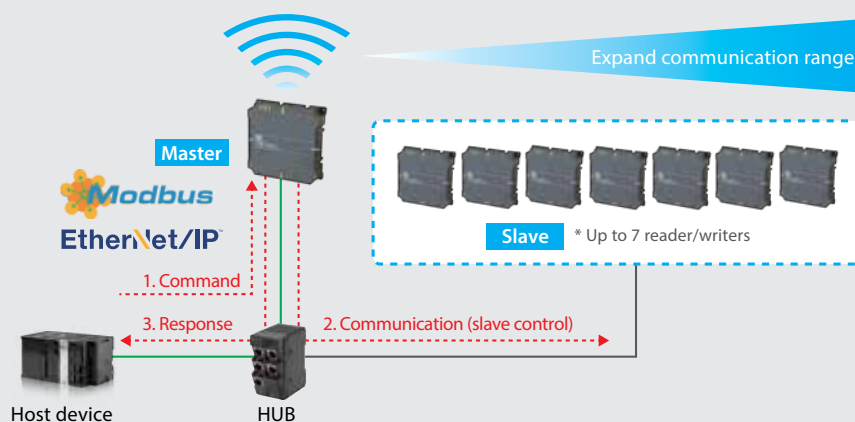 Expand communication range
Master
Modbus
EtherNet/IP™
Slave
* Up to 7 reader/writers
1. Command
3. Response
2. Communication (slave control)
Host device
HUB